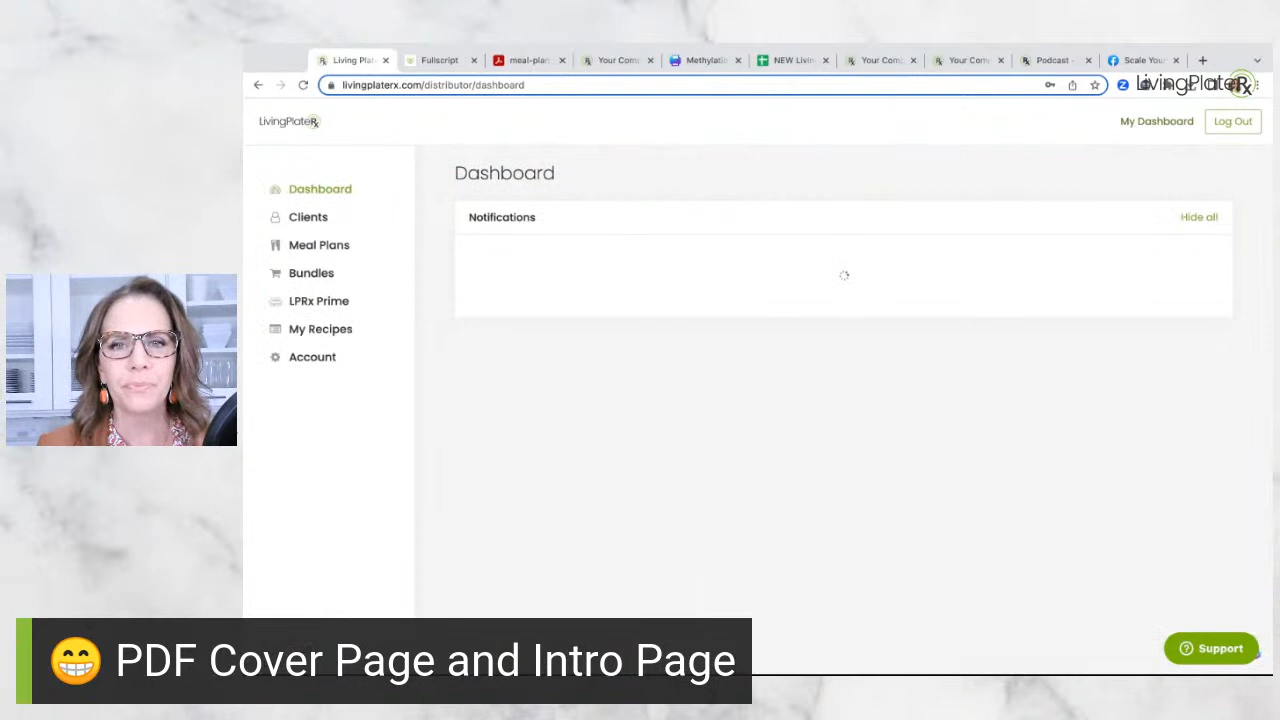 Living Plat
Fullscript
meal-plan
Your Com
Methylatio
NEW Livin
Your Com
Your Com
Podcast -
Scale Your
livingplaterx.com/distributor/dashboard
LivingPlateRx
LivingPlateRx
My Dashboard
Log Out
Dashboard
Clients
Meal Plans
Bundles
LPRx Prime
My Recipes
Account
Dashboard
Notifications
Hide all
😁 PDF Cover Page and Intro Page
Support